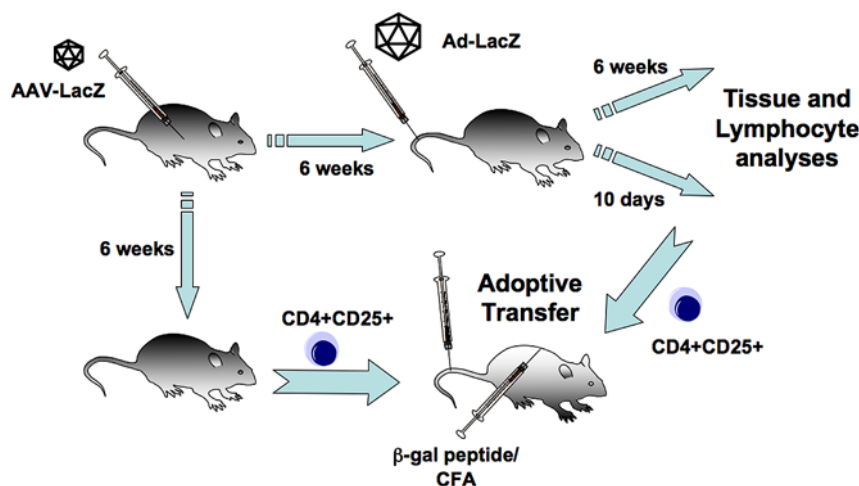 AAV-LacZ
Ad-LacZ
6 weeks
6 weeks
10 days
Tissue and
Lymphocyte
analyses
6 weeks
CD4+CD25+
Adoptive
Transfer
CD4+CD25+
β-gal peptide/
CFA